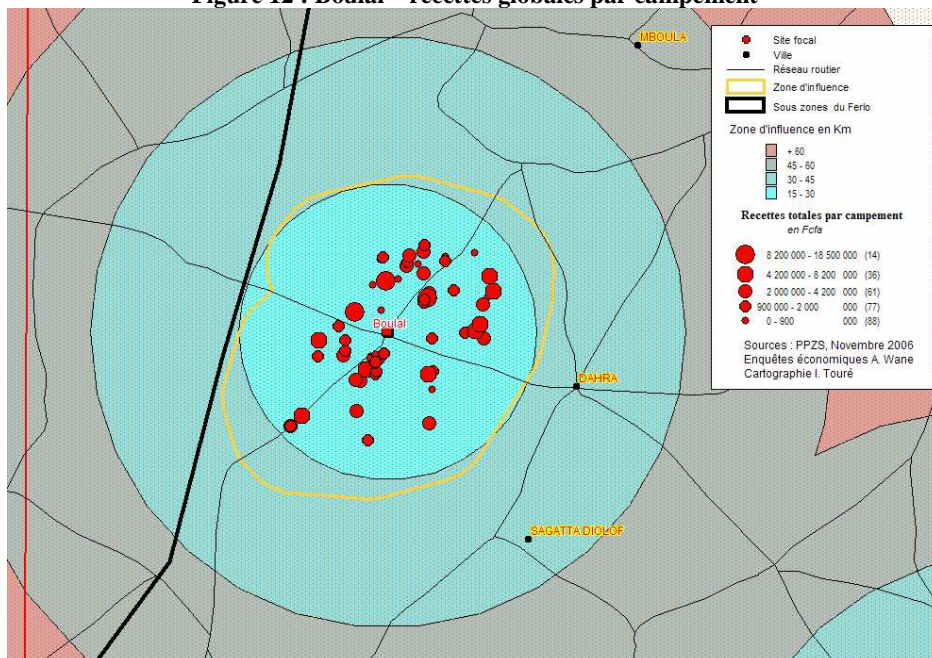 Figure 12 : Boulal - recettes globales par campement
MBOULA
Site focal
Ville
Réseau routier
Zone d'influence
Sous zones du Ferlo
Zone d'influence en Km
+ 60
45 - 60
30 - 45
15 - 30
Recettes totales par campement
en Fcfa
8 200 000 - 18 500 000 (14)
4 200 000 - 8 200 000 (36)
2 000 000 - 4 200 000 (61)
900 000 - 2 000 000 (77)
0 - 900 000 (88)
Sources : PPZS, Novembre 2006
Enquêtes économiques A. Wane
Cartographie I. Touré
Boulal
DAHRA
SAGATTA DIOLOF